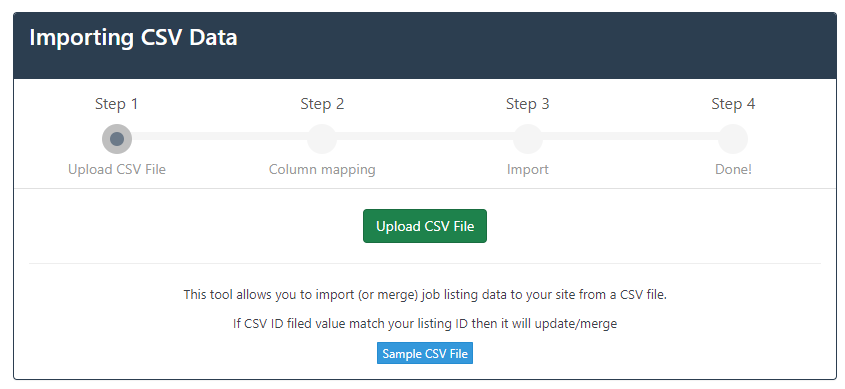 Importing CSV Data
Step 1
Step 2
Step 3
Step 4
Upload CSV File
Column mapping
Import
Done!
Upload CSV File
This tool allows you to import (or merge) job listing data to your site from a CSV file.
If CSV ID filed value match your listing ID then it will update/merge
Sample CSV File